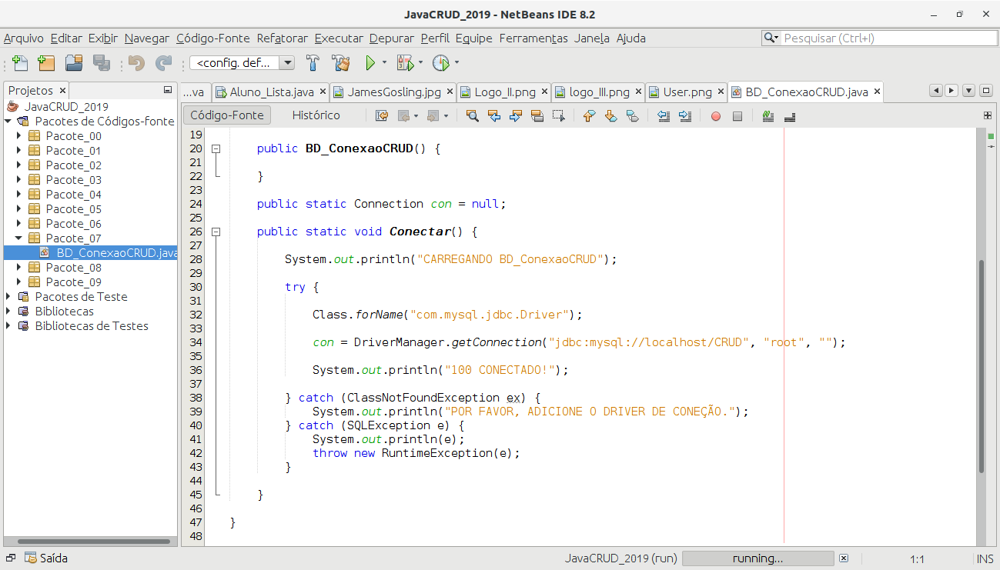 JavaCRUD_2019 - NetBeans IDE 8.2
Arquivo Editar Exibir Navegar Código-Fonte Refatorar Executar Depurar Perfil Equipe Ferramentas Janela Ajuda Pesquisar (Ctrl+I)
<config. def...
Projetos
...va Aluno_Lista.java JamesGosling.jpg Logo_II.png logo_III.png User.png BD_ConexaoCRUD.java
Código-Fonte Histórico
JavaCRUD_2019
Pacotes de Códigos-fonte
Pacote_00
Pacote_01
Pacote_02
Pacote_03
Pacote_04
Pacote_05
Pacote_06
Pacote_07
BD_ConexaoCRUD.java
Pacote_08
Pacote_09
Pacotes de Teste
Bibliotecas
Bibliotecas de Testes
19
20 public BD_ConexaoCRUD() {
21
22 }
23
24 public static Connection con = null;
25
26 public static void Conectar() {
27
28 System.out.println("CARREGANDO BD_ConexaoCRUD");
29
30 try {
31
32 Class.forName("com.mysql.jdbc.Driver");
33
34 con = DriverManager.getConnection("jdbc:mysql://localhost/CRUD", "root", "");
35
36 System.out.println("100 CONECTADO!");
37
38 } catch (ClassNotFoundException ex) {
39 System.out.println("POR FAVOR, ADICIONE O DRIVER DE CONEÇÃO.");
40 } catch (SQLException e) {
41 System.out.println(e);
42 throw new RuntimeException(e);
43 }
44
45 }
46
47 }
48
Saída JavaCRUD_2019 (run) running... 1:1 INS